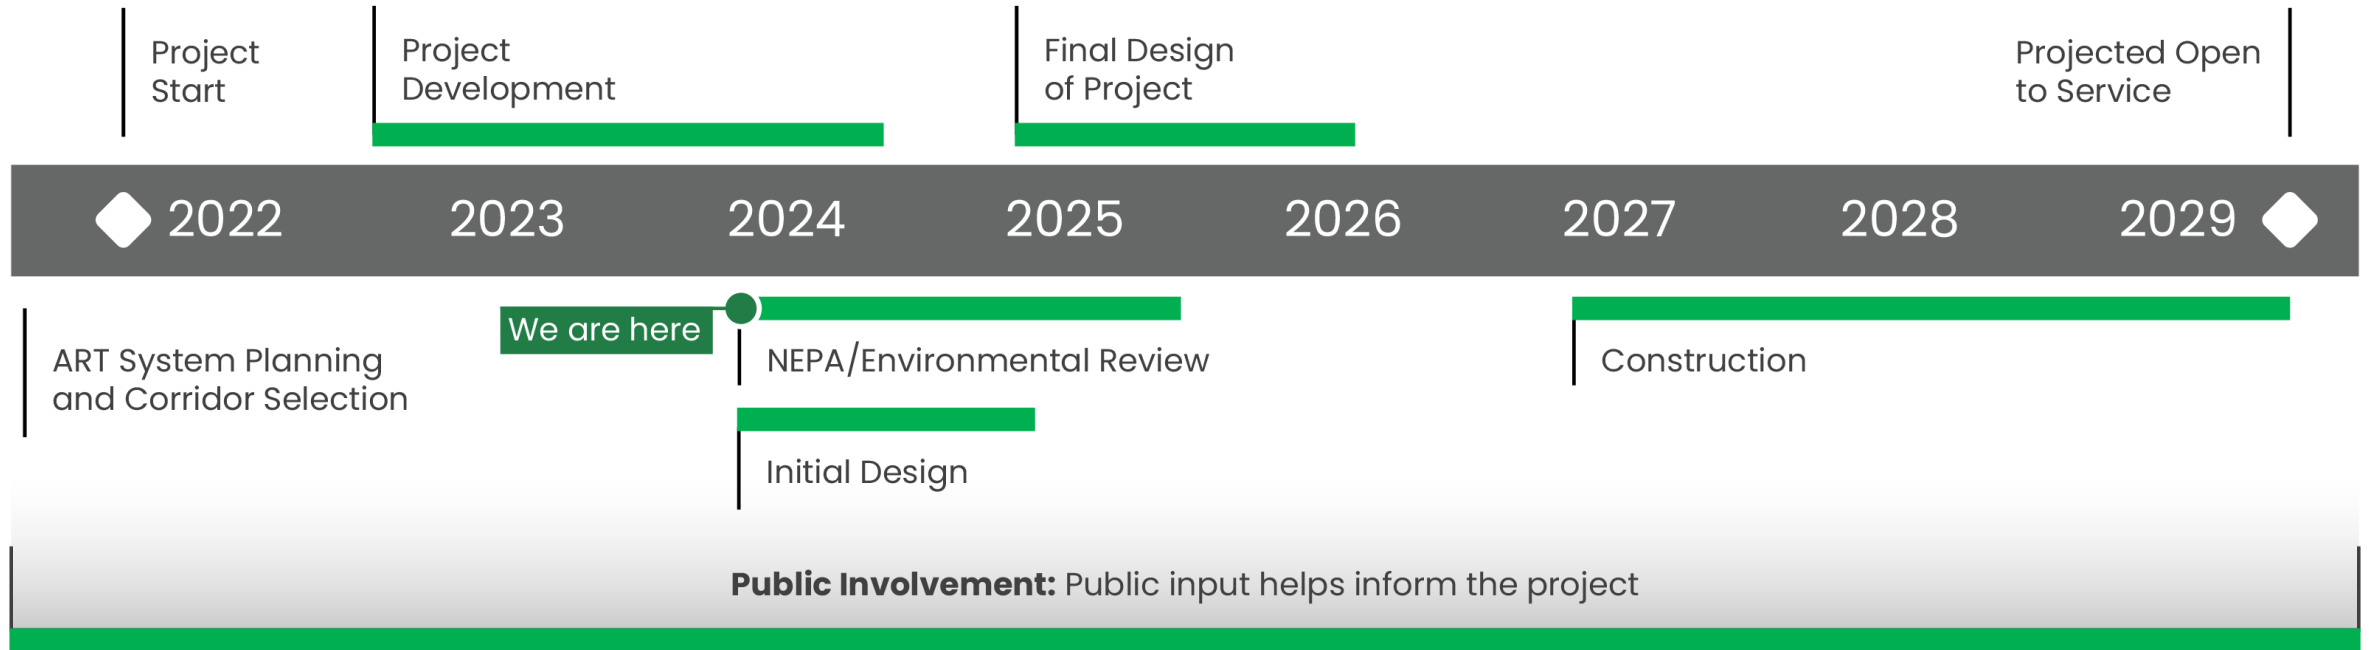 Project
Start
Project
Development
Final Design
of Project
Projected Open
to Service
2022 2023 2024 2025 2026 2027 2028 2029
We are here
ART System Planning
and Corridor Selection
NEPA/Environmental Review
Construction
Initial Design
Public Involvement: Public input helps inform the project